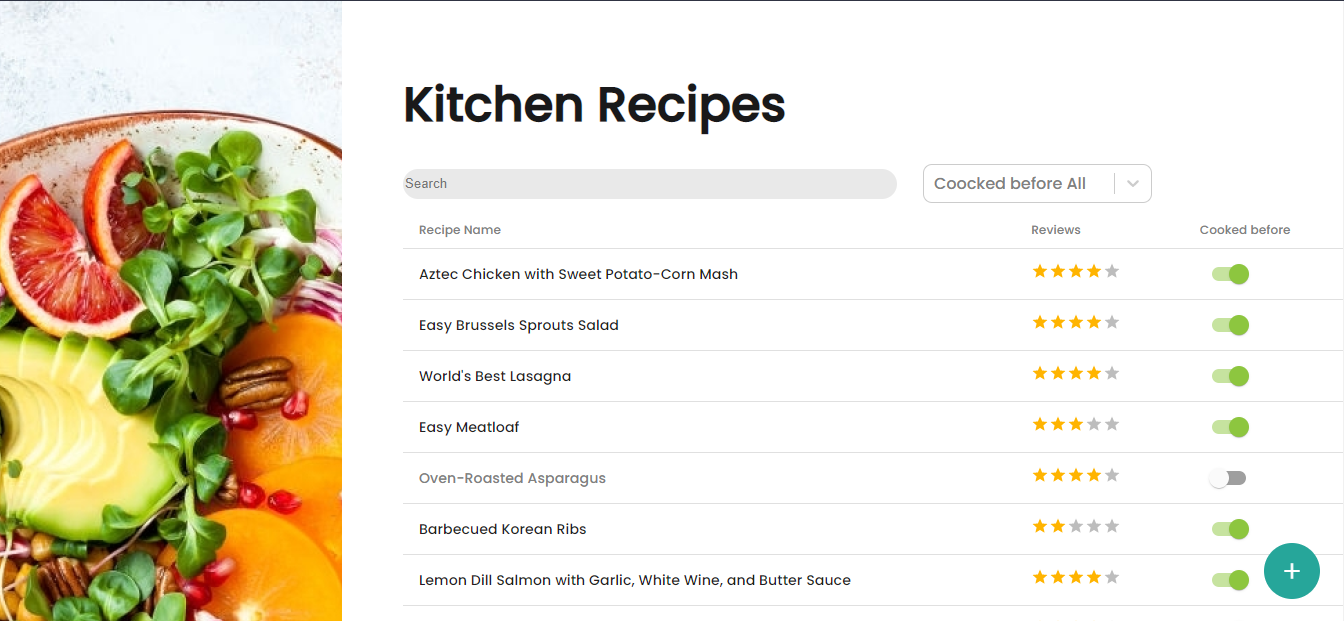 Kitchen Recipes
Search
Coocked before All
Recipe Name Reviews Cooked before
Aztec Chicken with Sweet Potato-Corn Mash
Easy Brussels Sprouts Salad
World's Best Lasagna
Easy Meatloaf
Oven-Roasted Asparagus
Barbecued Korean Ribs
Lemon Dill Salmon with Garlic, White Wine, and Butter Sauce
+